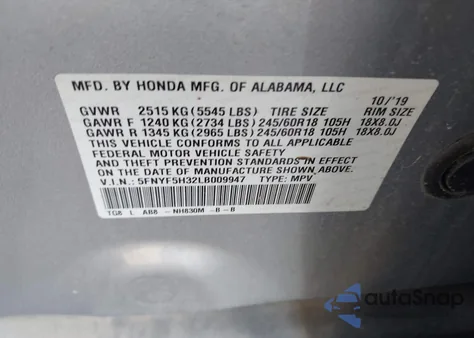 MFD. BY HONDA MFG. OF ALABAMA, LLC
10/'19
GVWR 2515 KG (5545 LBS) TIRE SIZE RIM SIZE
GAWR F 1240 KG (2734 LBS) 245/60R18 105H 18X8.0J
GAWR R 1345 KG (2965 LBS) 245/60R18 105H 18X8.0J
THIS VEHICLE CONFORMS TO ALL APPLICABLE
FEDERAL MOTOR VEHICLE SAFETY, BUMPER,
AND THEFT PREVENTION STANDARDS IN EFFECT
ON THE DATE OF MANUFACTURE SHOWN ABOVE.
V.I.N.: 5FNYF5H32LB009947 TYPE: MPV
TG8 L AB8 - NH830M -B - B
autoSnap